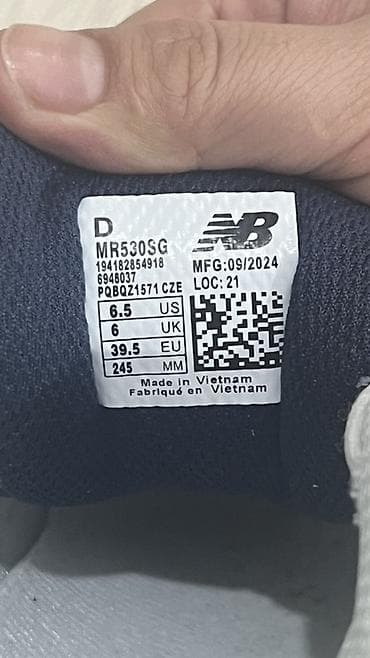 D
NB
MR530SG
194182854918
MFG:09/2024
6946037
LOC: 21
PQBQZ1571 CZE
6.5 US
6 UK
39.5 EU
245 MM
Made in Vietnam
Fabriqué en Vietnam